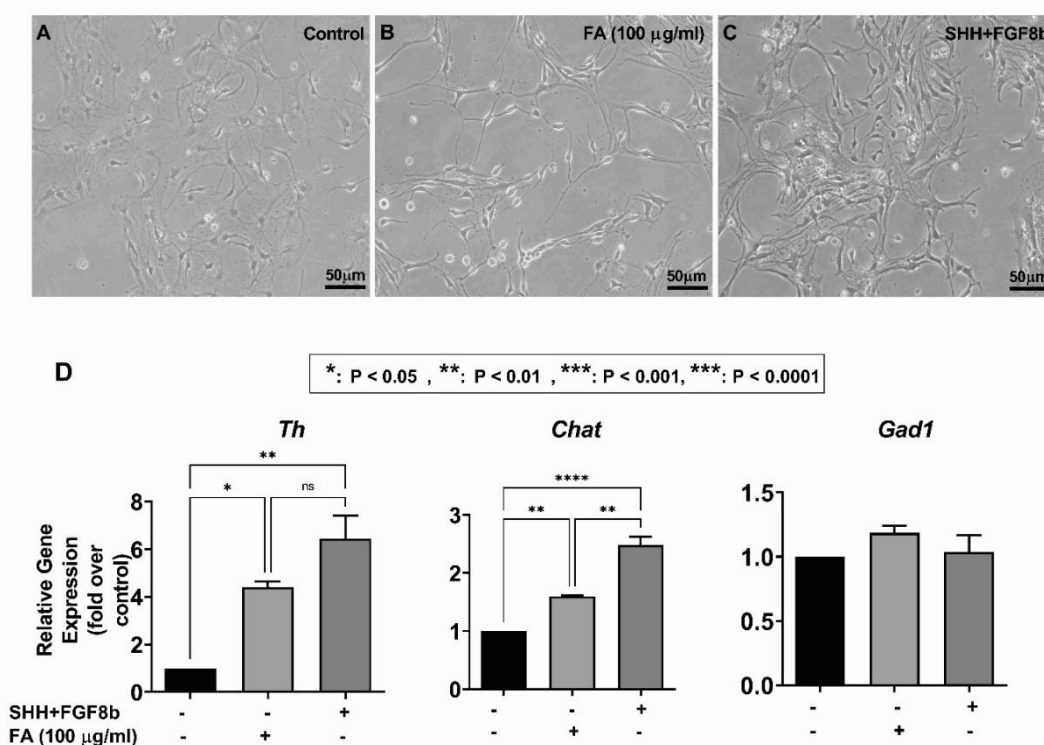 A Control
B FA (100 µg/ml)
C SHH+FGF8b
50µm
50µm
50µm
D
*: P < 0.05 , **: P < 0.01 , ***: P < 0.001, ***: P < 0.0001
Th
Chat
Gad1
Relative Gene
Expression
(fold over
control)
8
6
4
2
0
**
*
ns
3
2
1
0
****
**
**
1.5
1.0
0.5
0.0
SHH+FGF8b - - + - - + - - +
FA (100 µg/ml) - + - - + - - + -